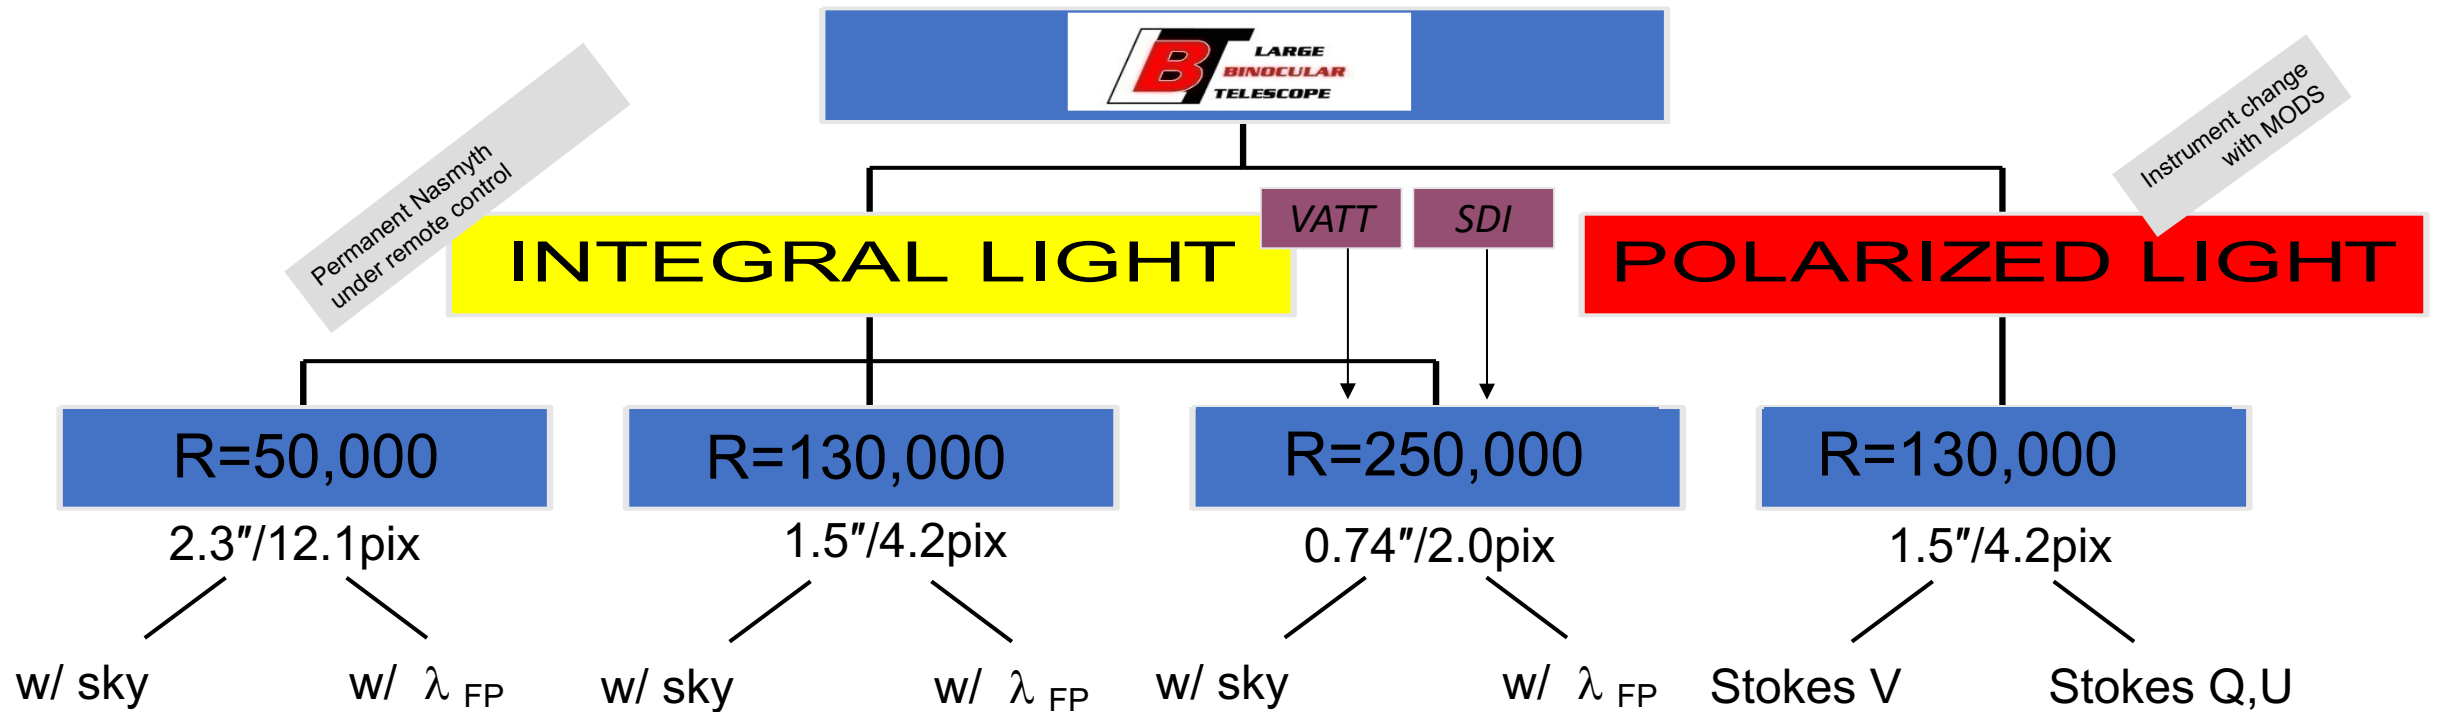 LBT LARGE
BINOCULAR
TELESCOPE
Permanent Nasmyth
under remote control
Instrument change
with MODS
INTEGRAL LIGHT
VATT
SDI
POLARIZED LIGHT
R=50,000
R=130,000
R=250,000
R=130,000
2.3″/12.1pix
1.5″/4.2pix
0.74″/2.0pix
1.5″/4.2pix
w/ sky
w/ λ FP
w/ sky
w/ λ FP
w/ sky
w/ λ FP
Stokes V
Stokes Q,U